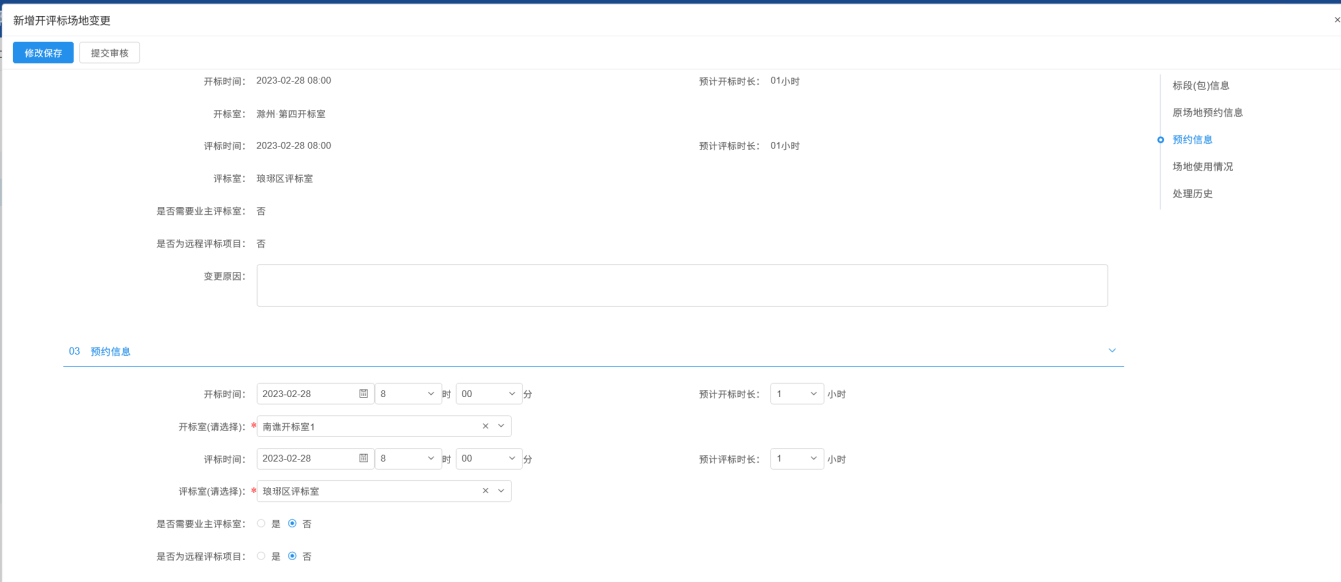 新增开评标场地变更
修改保存 提交审核
开标时间： 2023-02-28 08:00 预计开标时长： 01小时
开标室： 滁州·第四开标室
评标时间： 2023-02-28 08:00 预计评标时长： 01小时
评标室： 琅琊区评标室
是否需要业主评标室： 否
是否为远程评标项目： 否
变更原因：
标段(包)信息
原场地预约信息
预约信息
场地使用情况
处理历史
03 预约信息
开标时间： 2023-02-28 8 时 00 分 预计开标时长： 1 小时
开标室(请选择)： * 南谯开标室1
评标时间： 2023-02-28 8 时 00 分 预计评标时长： 1 小时
评标室(请选择)： * 琅琊区评标室
是否需要业主评标室： 是 否
是否为远程评标项目： 是 否